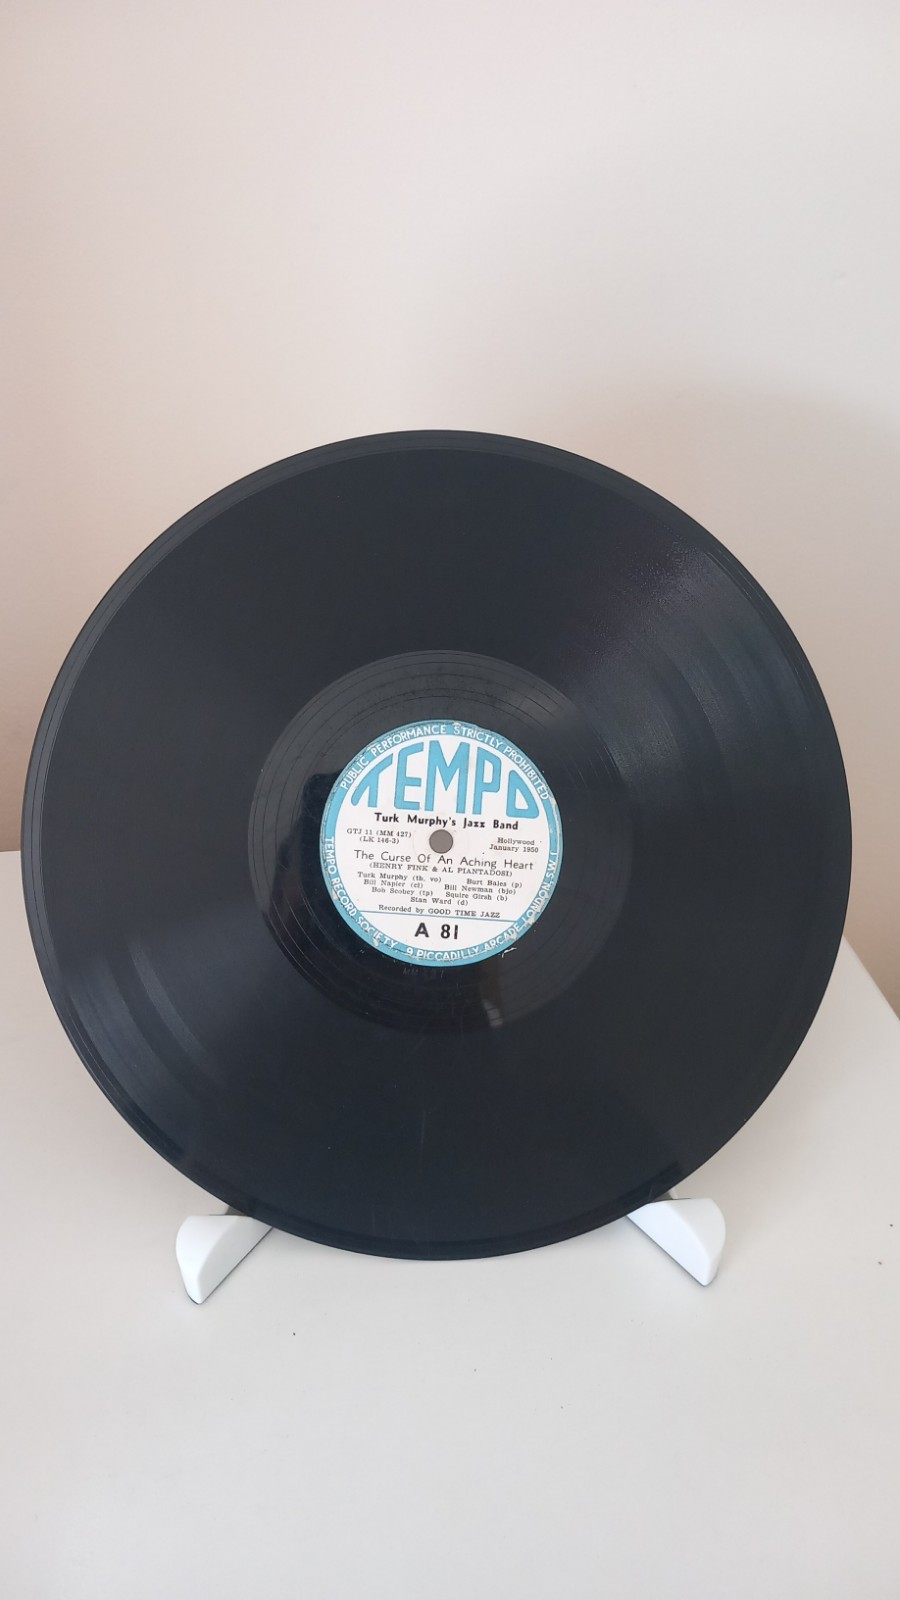 PUBLIC PERFORMANCE STRICTLY PROHIBITED
TEMPO
Turk Murphy's Jazz Band
GTJ 11 (MM 427)
(LK 146-3)
Hollywood
January 1950
The Curse Of An Aching Heart
(HENRY FINK & AL PIANTADOSI)
Turk Murphy (tb, vo) Burt Bales (p)
Bill Napier (cl) Bill Newman (bjo)
Bob Scobey (tp) Squire Girsh (b)
Stan Ward (d)
Recorded by GOOD TIME JAZZ
A 81
TEMPO RECORD SOCIETY 9, PICCADILLY ARCADE, LONDON, S.W.1.